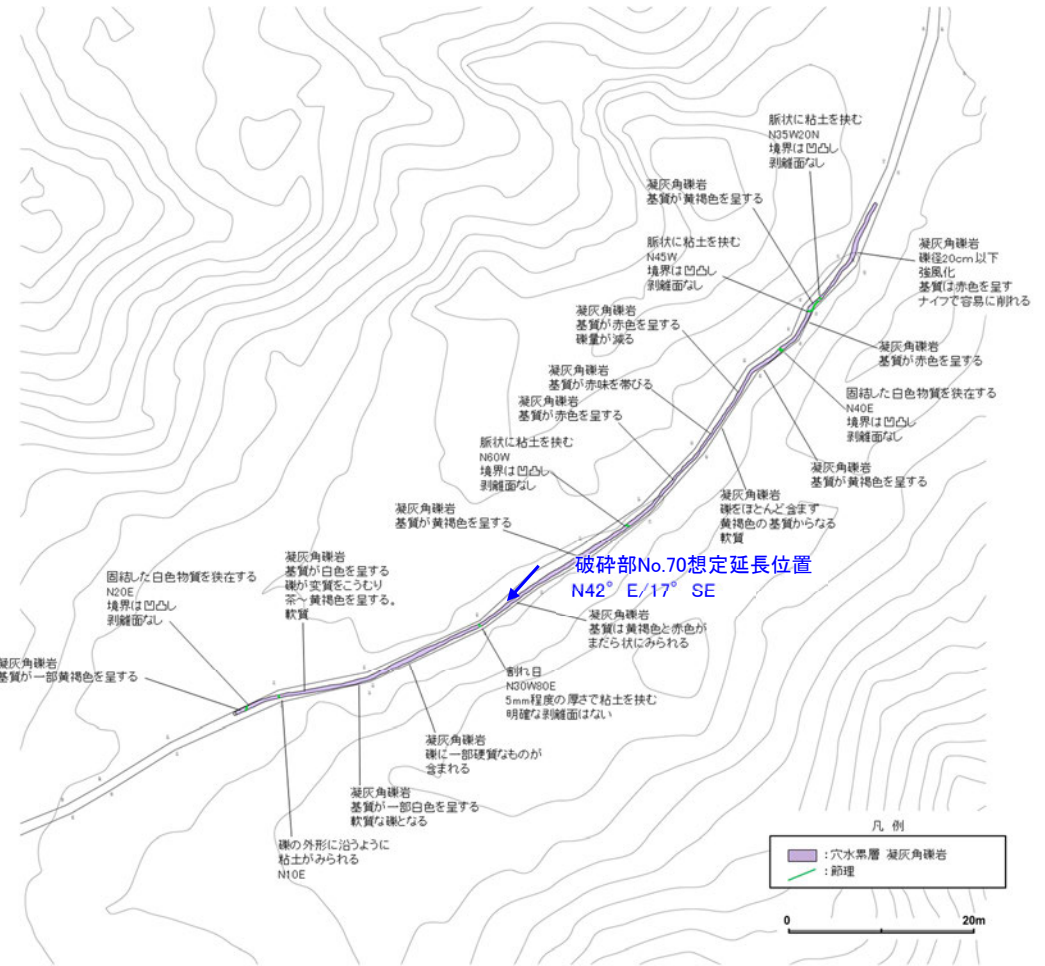 脈状に粘土を挟む
N35W20N
境界は凹凸し
剥離面なし
凝灰角礫岩
基質が黄褐色を呈する
脈状に粘土を挟む
N45W
境界は凹凸し
剥離面なし
凝灰角礫岩
礫径20cm以下
強風化
基質は赤色を呈す
ナイフで容易に削れる
凝灰角礫岩
基質が赤色を呈する
礫量が減る
凝灰角礫岩
基質が赤色を呈する
凝灰角礫岩
基質が赤味を帯びる
固結した白色物質を狭在する
N40E
境界は凹凸し
剥離面なし
凝灰角礫岩
基質が赤色を呈する
脈状に粘土を挟む
N60W
境界は凹凸し
剥離面なし
凝灰角礫岩
基質が黄褐色を呈する
凝灰角礫岩
礫をほとんど含まず
黄褐色の基質からなる
軟質
凝灰角礫岩
基質が黄褐色を呈する
破砕部No.70想定延長位置
N42°E/17°SE
凝灰角礫岩
基質が白色を呈する
礫が変質をこうむり
茶~黄褐色を呈する。
軟質
固結した白色物質を狭在する
N20E
境界は凹凸し
剥離面なし
凝灰角礫岩
基質は黄褐色と赤色が
まだら状にみられる
凝灰角礫岩
基質が一部黄褐色を呈する
割れ目
N30W80E
5mm程度の厚さで粘土を挟む
明確な剥離面はない
凝灰角礫岩
礫に一部硬質なものが
含まれる
凝灰角礫岩
基質が一部白色を呈する
軟質な礫となる
礫の外形に沿うように
粘土がみられる
N10E
凡 例
:穴水累層 凝灰角礫岩
:節理
0 20m